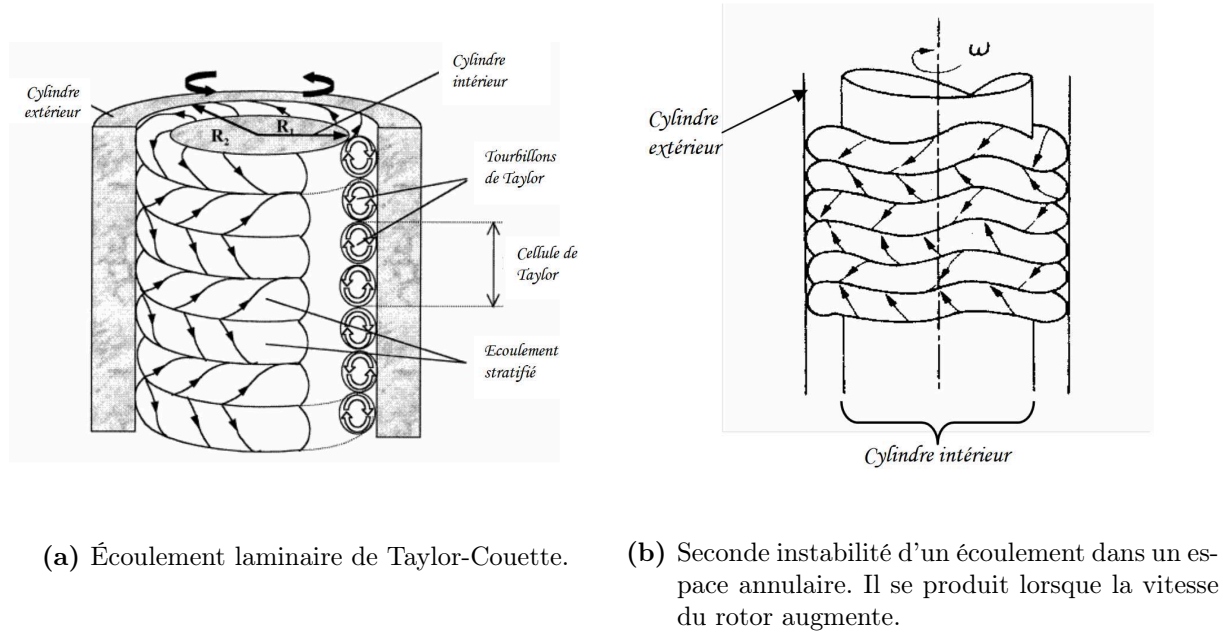 Cylindre
extérieur
Cylindre
intérieur
R₁
R₂
Tourbillons
de Taylor
Cellule de
Taylor
Ecoulement
stratifié
(a) Écoulement laminaire de Taylor-Couette.
ω
Cylindre
extérieur
Cylindre intérieur
(b) Seconde instabilité d'un écoulement dans un es-
pace annulaire. Il se produit lorsque la vitesse
du rotor augmente.